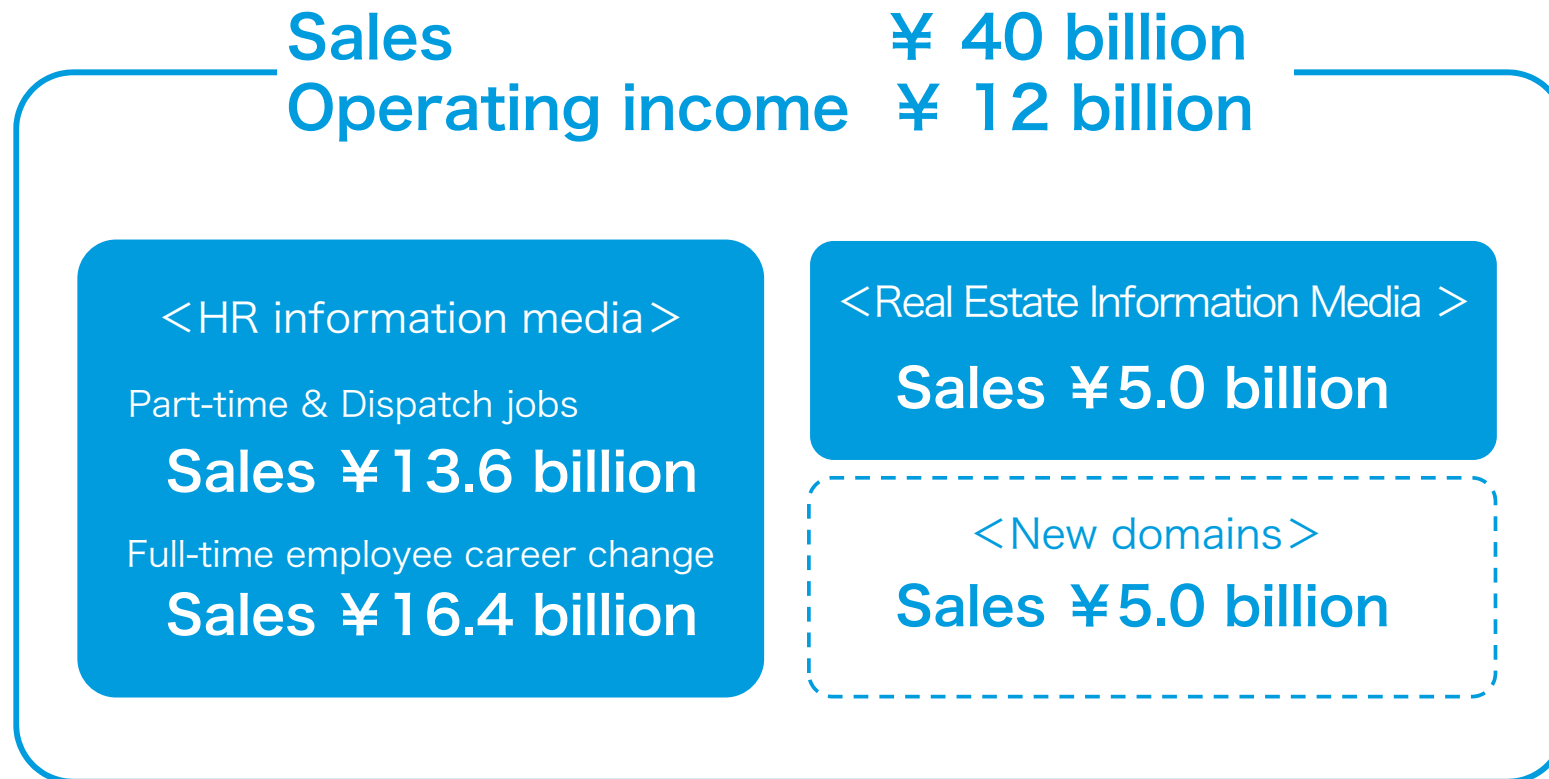 Sales ¥ 40 billion
Operating income ¥ 12 billion
＜HR information media＞
Part-time & Dispatch jobs
Sales ¥13.6 billion
Full-time employee career change
Sales ¥16.4 billion
＜Real Estate Information Media ＞
Sales ¥5.0 billion
＜New domains＞
Sales ¥5.0 billion